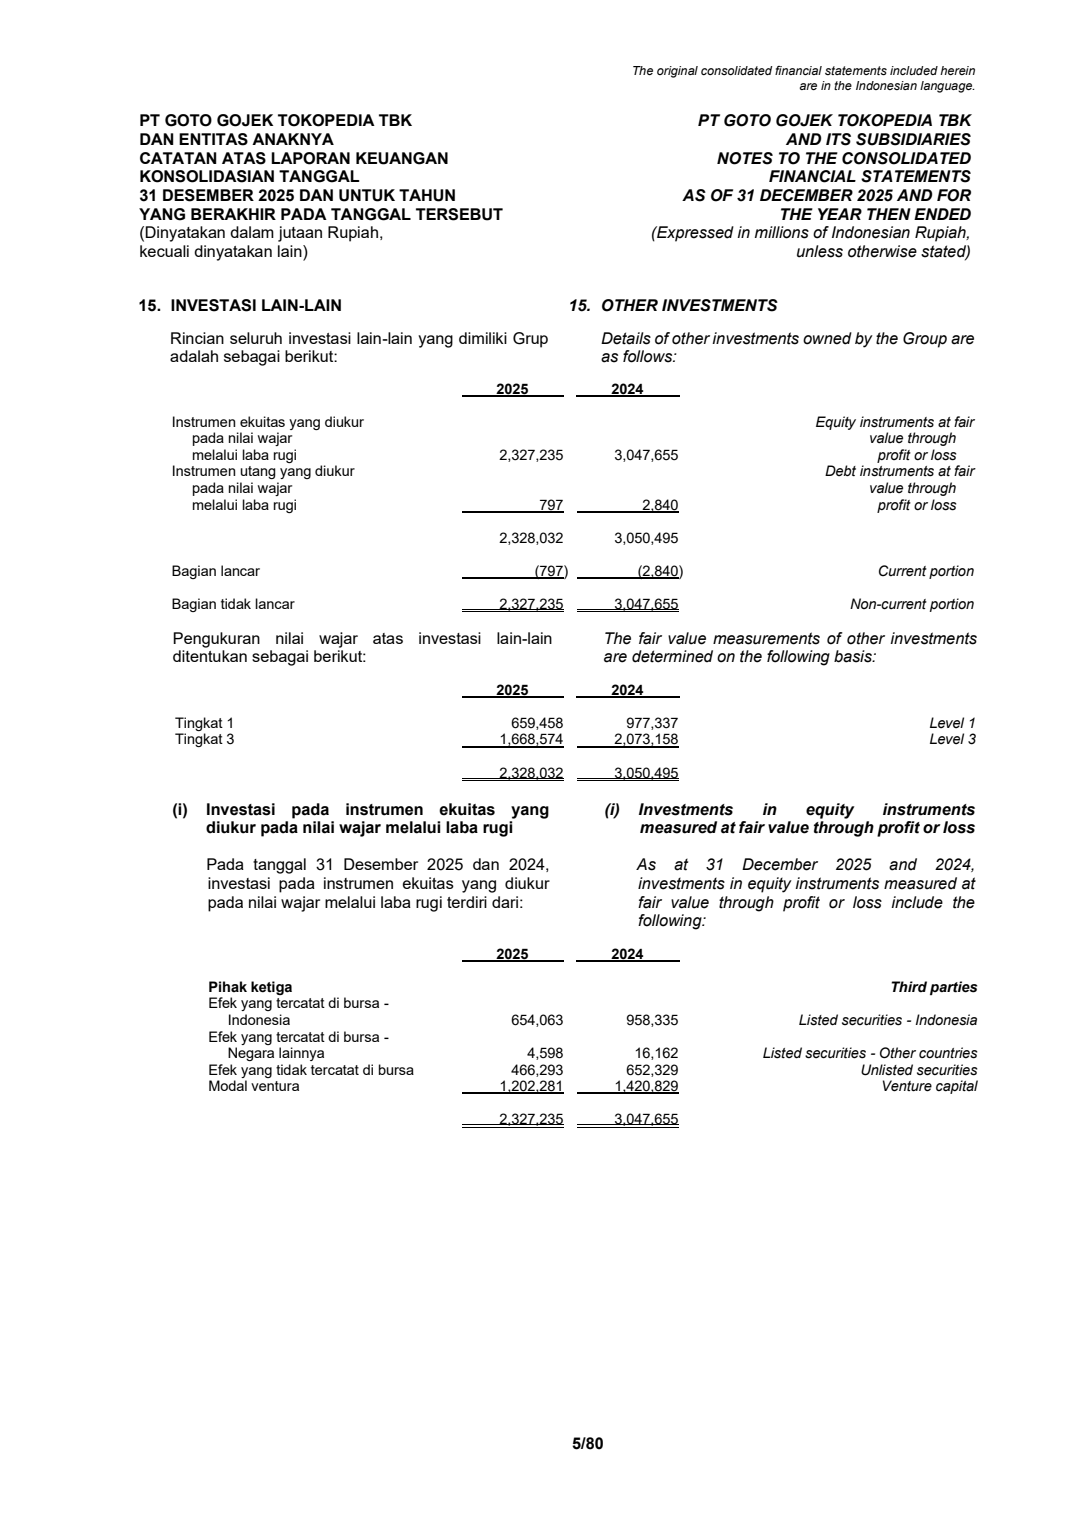 The original consolidated financial statements included herein
are in the Indonesian language.
PT GOTO GOJEK TOKOPEDIA TBK
DAN ENTITAS ANAKNYA
CATATAN ATAS LAPORAN KEUANGAN
KONSOLIDASIAN TANGGAL
31 DESEMBER 2025 DAN UNTUK TAHUN
YANG BERAKHIR PADA TANGGAL TERSEBUT
(Dinyatakan dalam jutaan Rupiah,
kecuali dinyatakan lain)
PT GOTO GOJEK TOKOPEDIA TBK
AND ITS SUBSIDIARIES
NOTES TO THE CONSOLIDATED
FINANCIAL STATEMENTS
AS OF 31 DECEMBER 2025 AND FOR
THE YEAR THEN ENDED
(Expressed in millions of Indonesian Rupiah,
unless otherwise stated)
15. INVESTASI LAIN-LAIN
Rincian seluruh investasi lain-lain yang dimiliki Grup
adalah sebagai berikut:
15. OTHER INVESTMENTS
Details of other investments owned by the Group are
as follows:
2025 2024
Instrumen ekuitas yang diukur Equity instruments at fair
pada nilai wajar value through
melalui laba rugi 2,327,235 3,047,655 profit or loss
Instrumen utang yang diukur Debt instruments at fair
pada nilai wajar value through
melalui laba rugi 797 2,840 profit or loss
2,328,032 3,050,495
Bagian lancar (797) (2,840) Current portion
Bagian tidak lancar 2,327,235 3,047,655 Non-current portion
Pengukuran nilai wajar atas investasi lain-lain
ditentukan sebagai berikut:
The fair value measurements of other investments
are determined on the following basis:
2025 2024
Tingkat 1 659,458 977,337 Level 1
Tingkat 3 1,668,574 2,073,158 Level 3
2,328,032 3,050,495
(i) Investasi pada instrumen ekuitas yang
diukur pada nilai wajar melalui laba rugi
Pada tanggal 31 Desember 2025 dan 2024,
investasi pada instrumen ekuitas yang diukur
pada nilai wajar melalui laba rugi terdiri dari:
(i) Investments in equity instruments
measured at fair value through profit or loss
As at 31 December 2025 and 2024,
investments in equity instruments measured at
fair value through profit or loss include the
following:
2025 2024
Pihak ketiga Third parties
Efek yang tercatat di bursa -
Indonesia 654,063 958,335 Listed securities - Indonesia
Efek yang tercatat di bursa -
Negara lainnya 4,598 16,162 Listed securities - Other countries
Efek yang tidak tercatat di bursa 466,293 652,329 Unlisted securities
Modal ventura 1,202,281 1,420,829 Venture capital
2,327,235 3,047,655
5/80